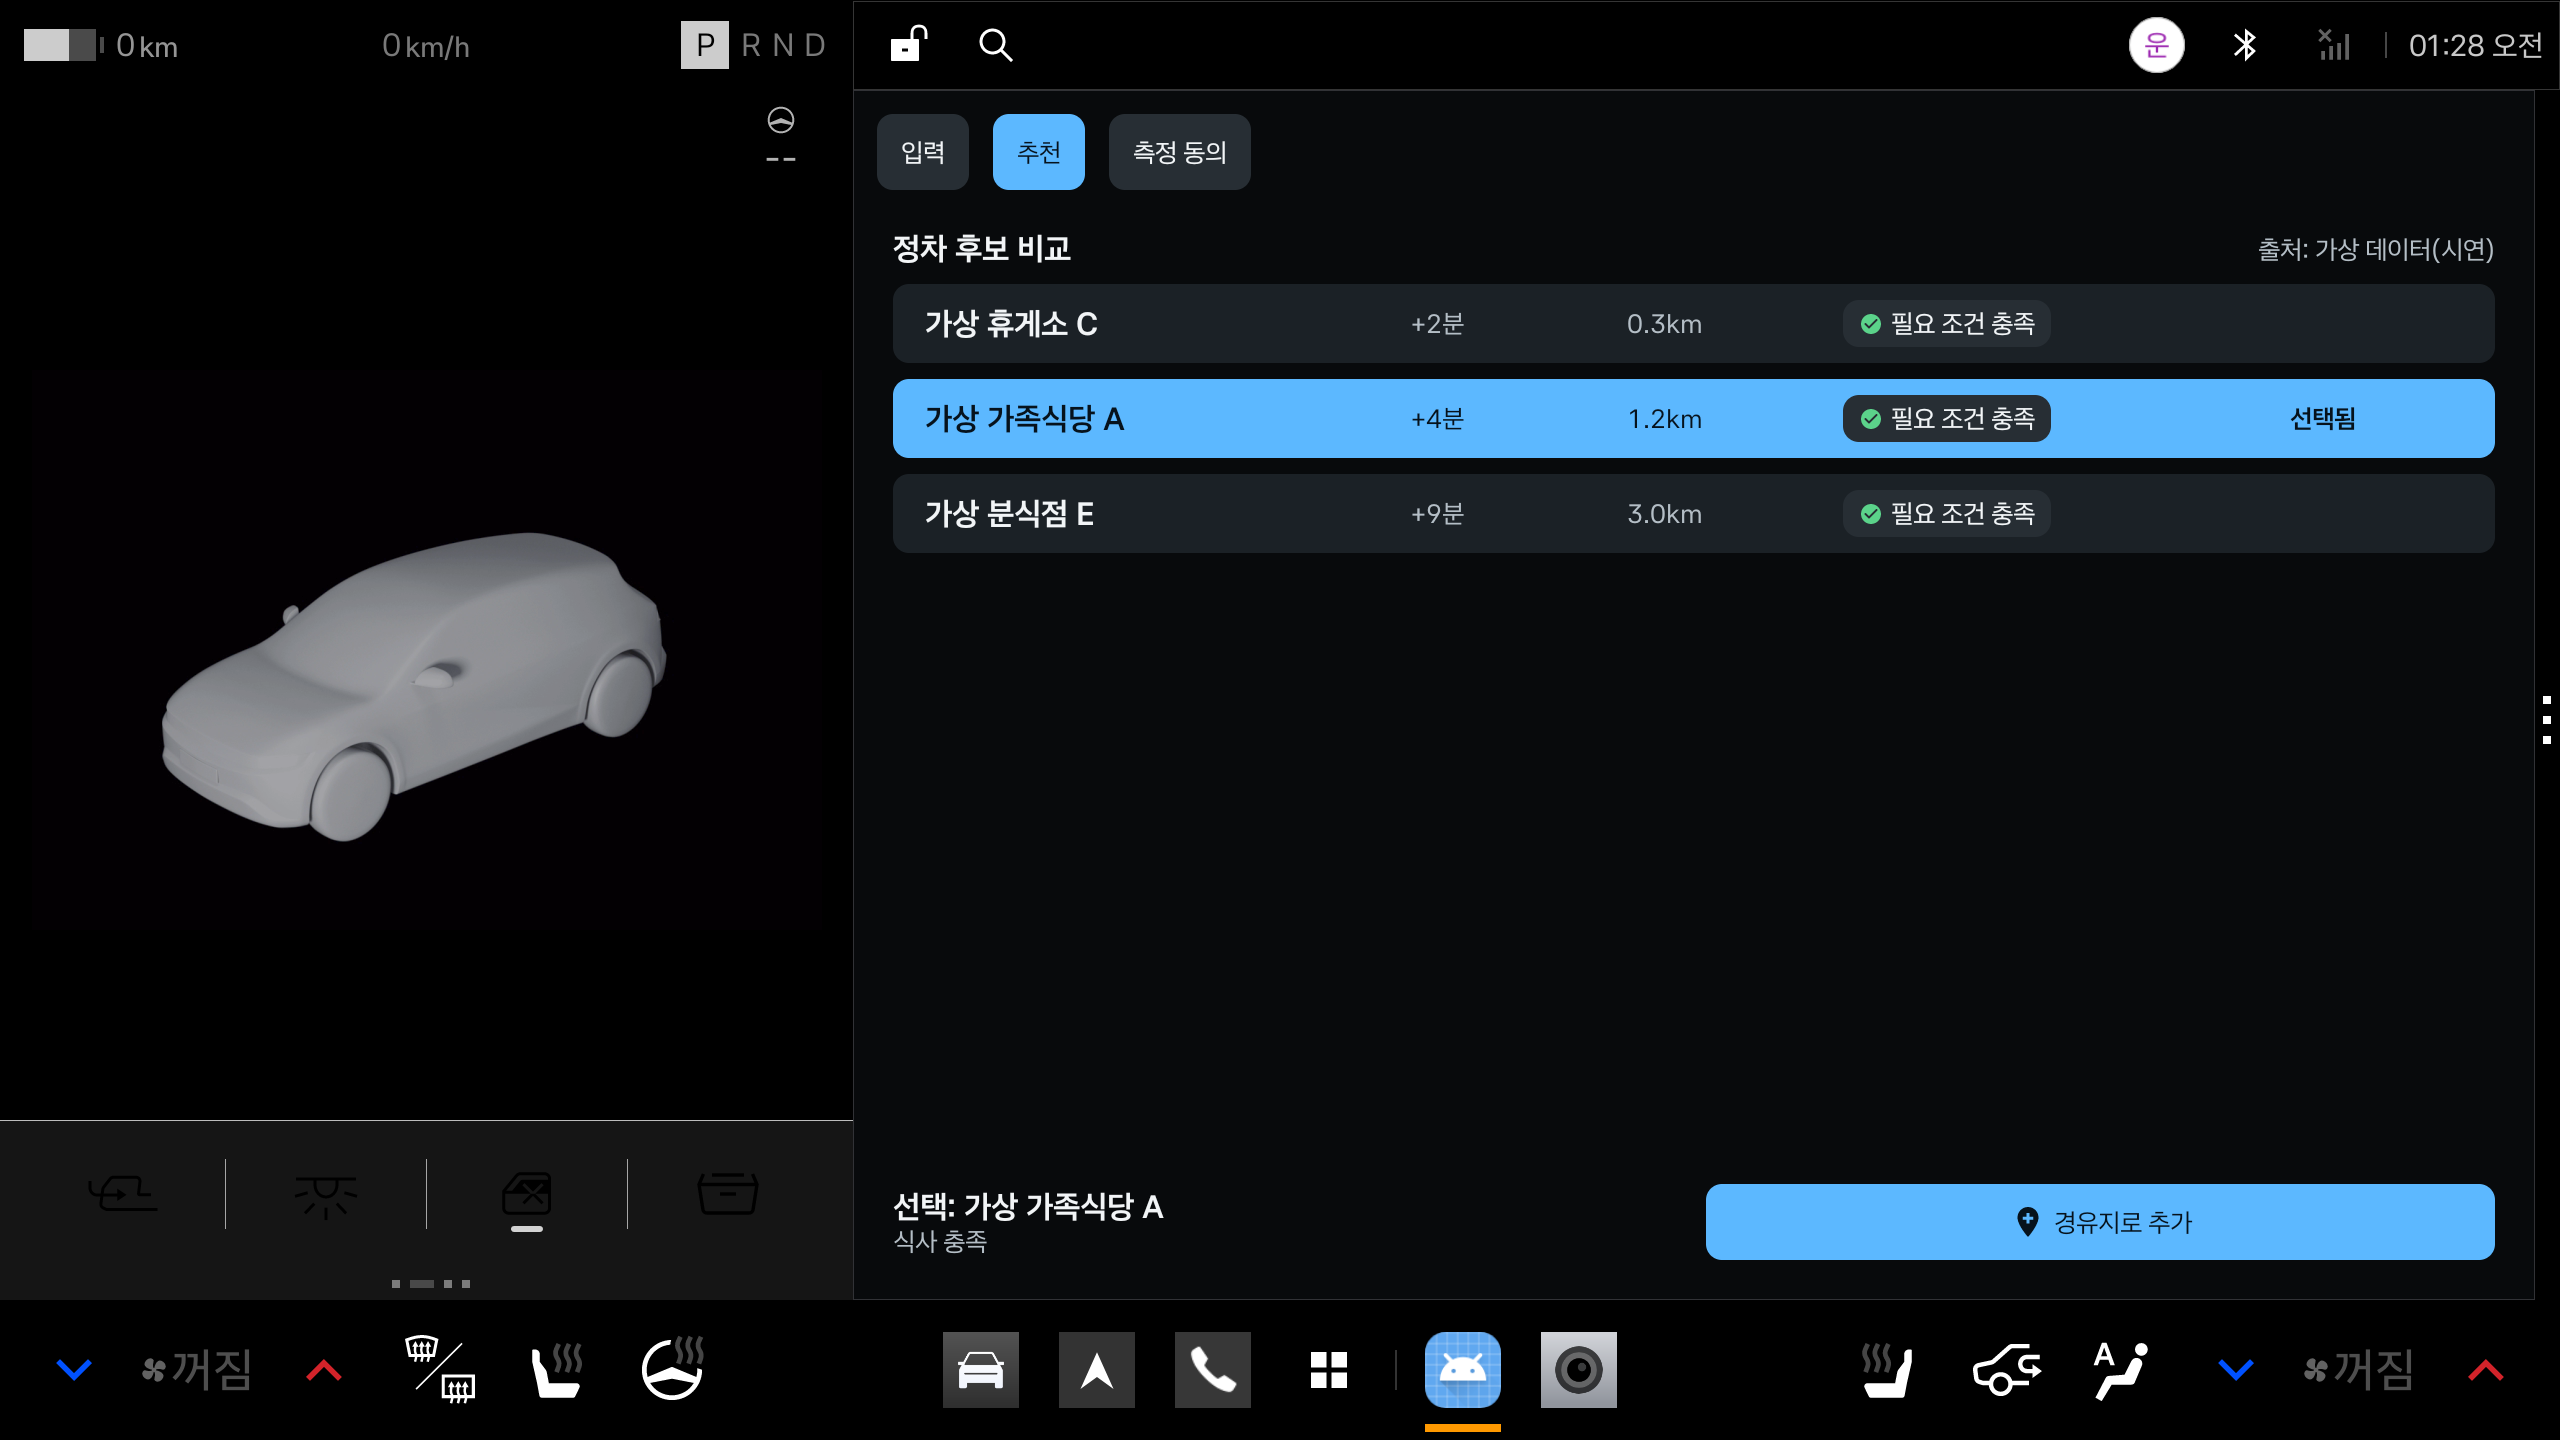 0 km
0 km/h
P R N D
운
01:28 오전
입력
추천
측정 동의
정차 후보 비교
출처: 가상 데이터(시연)
가상 휴게소 C +2분 0.3km 필요 조건 충족
가상 가족식당 A +4분 1.2km 필요 조건 충족 선택됨
가상 분식점 E +9분 3.0km 필요 조건 충족
선택: 가상 가족식당 A
식사 충족
경유지로 추가
꺼짐
A
꺼짐